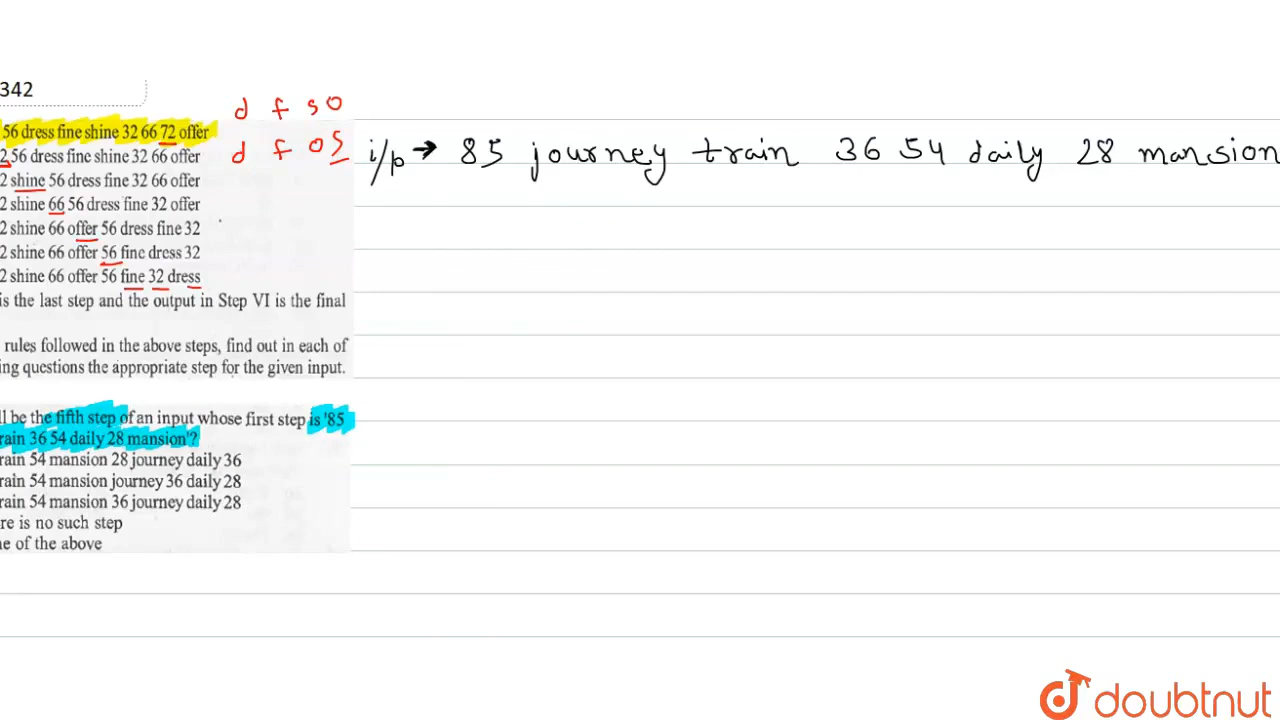 342
56 dress fine shine 32 66 72 offer
2 56 dress fine shine 32 66 offer
2 shine 56 dress fine 32 66 offer
2 shine 66 56 dress fine 32 offer
2 shine 66 offer 56 dress fine 32
2 shine 66 offer 56 fine dress 32
2 shine 66 offer 56 fine 32 dress
is the last step and the output in Step VI is the final
rules followed in the above steps, find out in each of
ing questions the appropriate step for the given input.
ll be the fifth step of an input whose first step is '85
rain 36 54 daily 28 mansion'?
rain 54 mansion 28 journey daily 36
rain 54 mansion journey 36 daily 28
rain 54 mansion 36 journey daily 28
re is no such step
ne of the above
d f s o
d f o s
i/p → 85 journey train 36 54 daily 28 mansion
doubtnut